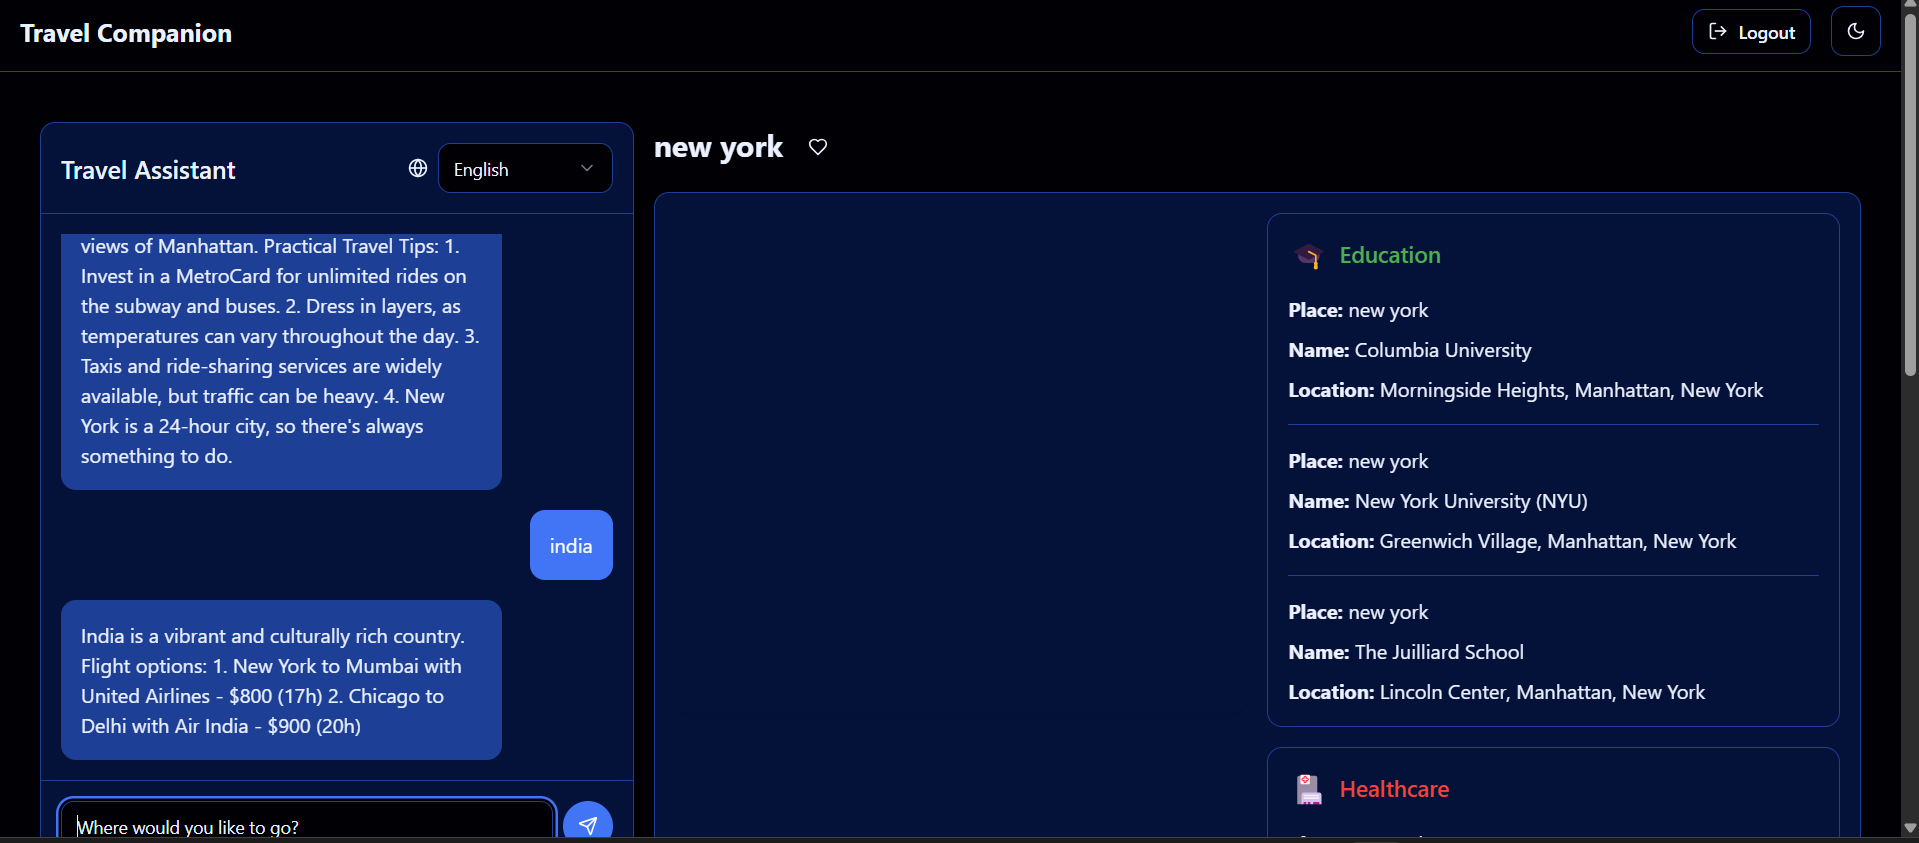 Travel Companion
Logout
Travel Assistant
English
views of Manhattan. Practical Travel Tips: 1.
Invest in a MetroCard for unlimited rides on
the subway and buses. 2. Dress in layers, as
temperatures can vary throughout the day. 3.
Taxis and ride-sharing services are widely
available, but traffic can be heavy. 4. New
York is a 24-hour city, so there's always
something to do.
india
India is a vibrant and culturally rich country.
Flight options: 1. New York to Mumbai with
United Airlines - $800 (17h) 2. Chicago to
Delhi with Air India - $900 (20h)
Where would you like to go?
new york
Education
Place: new york
Name: Columbia University
Location: Morningside Heights, Manhattan, New York
Place: new york
Name: New York University (NYU)
Location: Greenwich Village, Manhattan, New York
Place: new york
Name: The Juilliard School
Location: Lincoln Center, Manhattan, New York
Healthcare